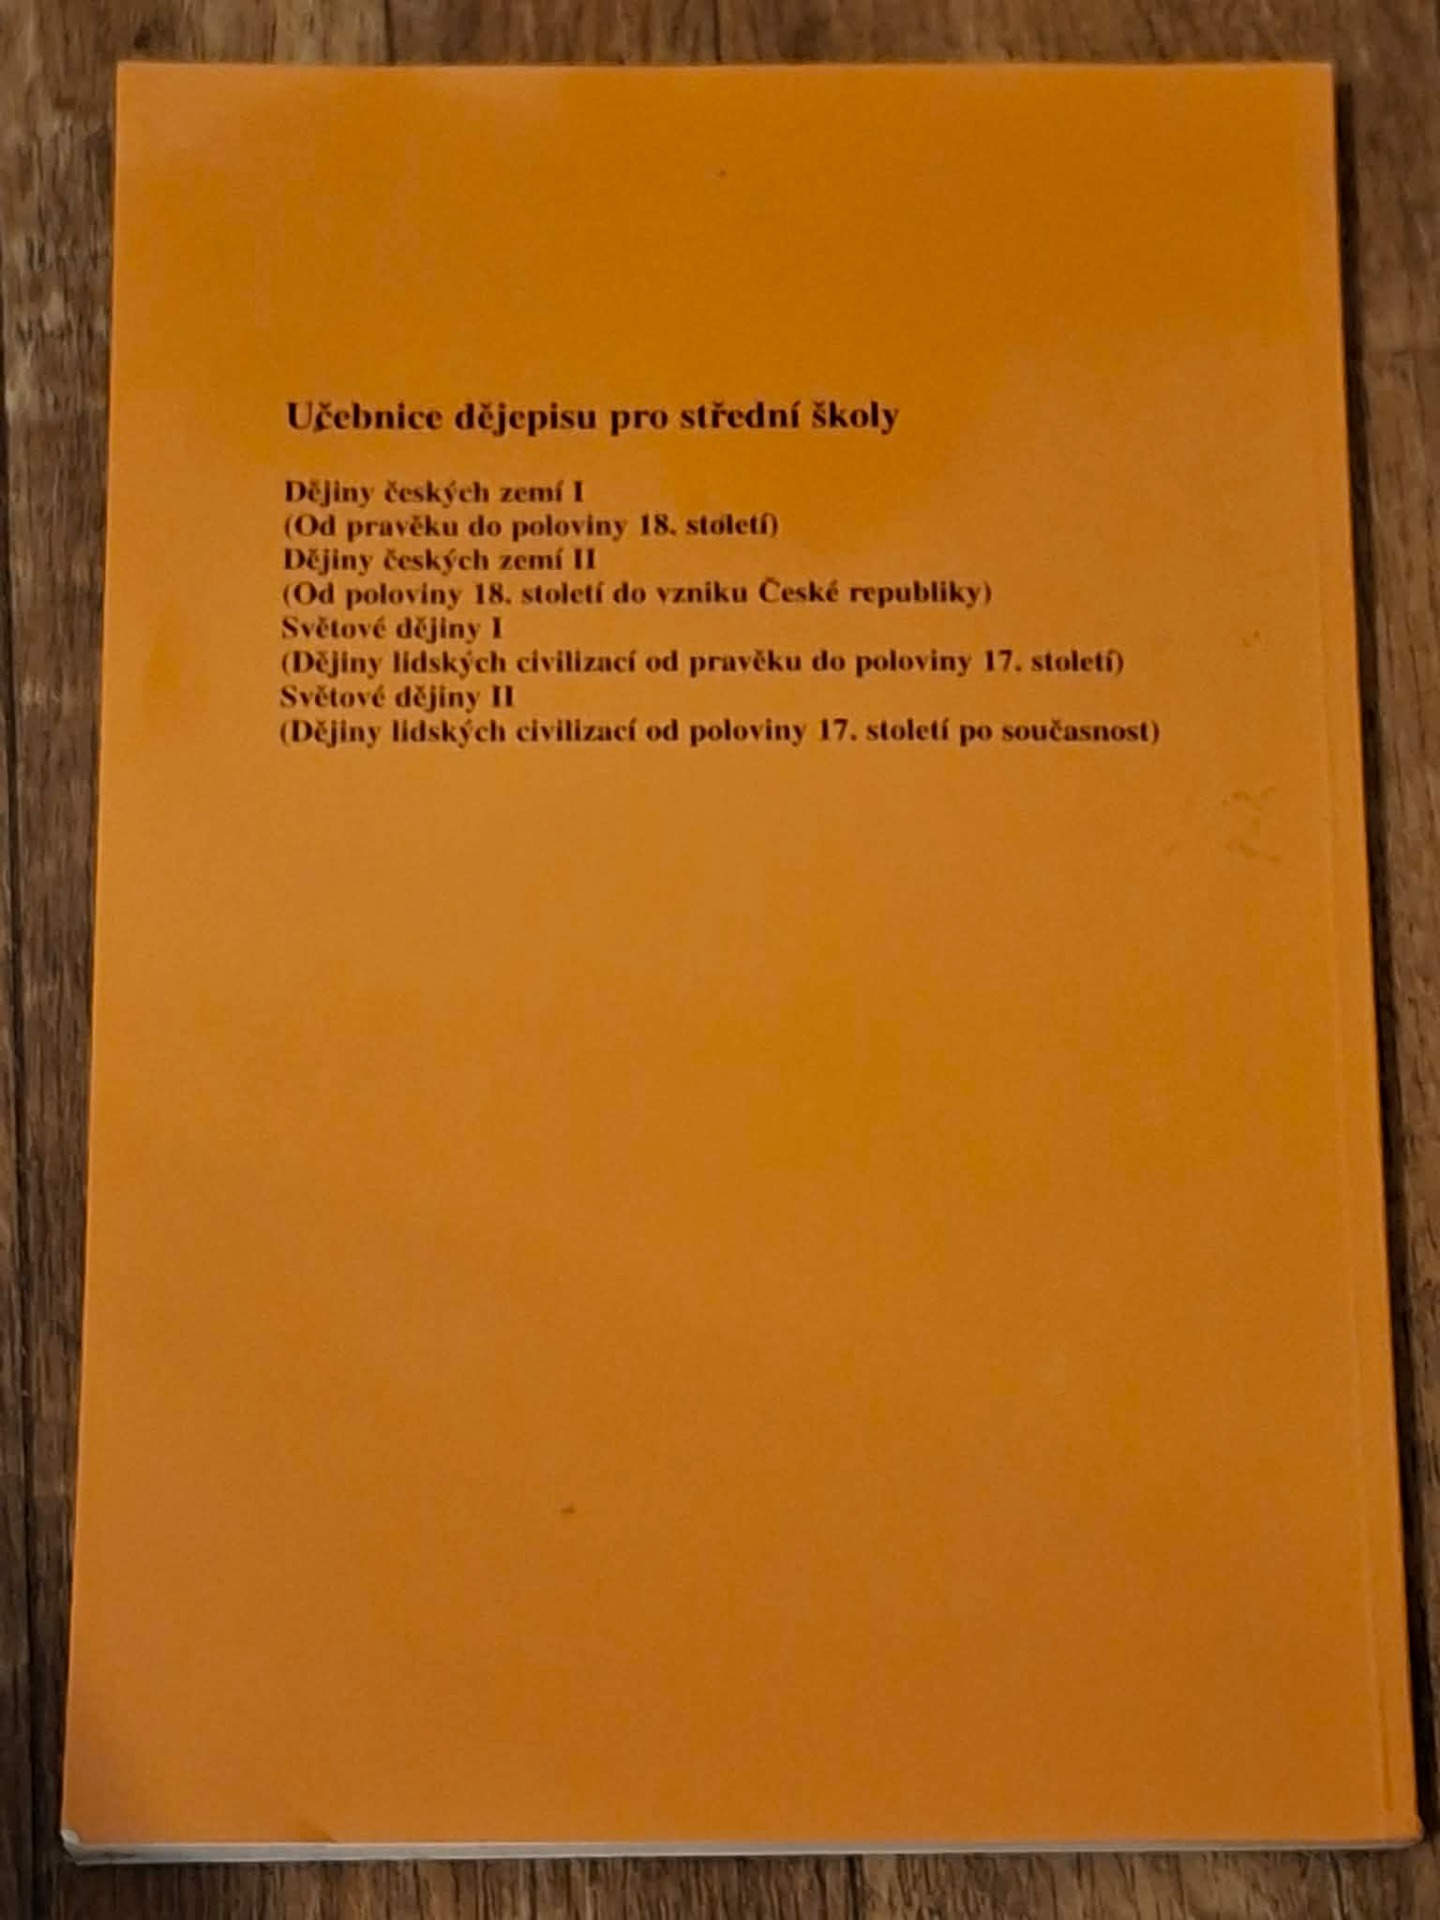 Učebnice dějepisu pro střední školy
Dějiny českých zemí I
(Od pravěku do poloviny 18. století)
Dějiny českých zemí II
(Od poloviny 18. století do vzniku České republiky)
Světové dějiny I
(Dějiny lidských civilizací od pravěku do poloviny 17. století)
Světové dějiny II
(Dějiny lidských civilizací od poloviny 17. století po současnost)